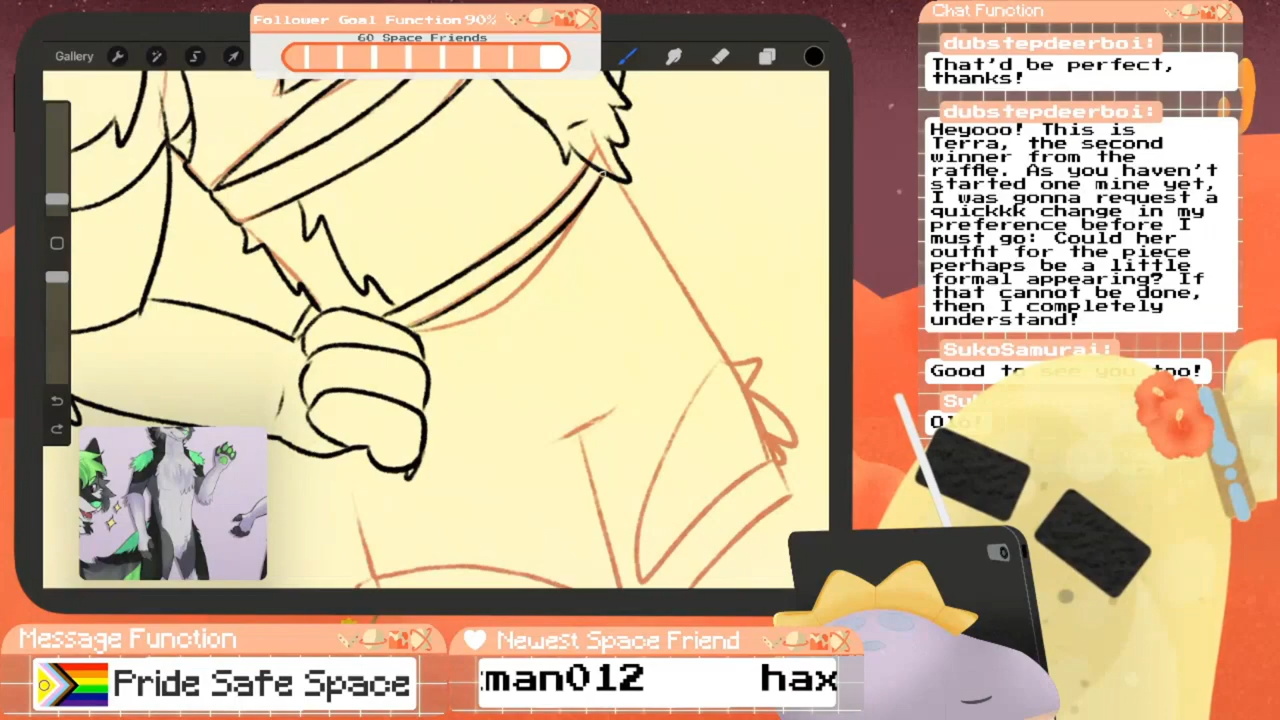 Follower Goal Function 90%
60 Space Friends
Gallery
Chat Function
dubstepdeerboi:
That'd be perfect,
thanks!
dubstepdeerboi:
Heyooo! This is
Terra, the second
winner from the
raffle. As you haven't
started one mine yet,
I was gonna request a
quickkk change in my
preference before I
must go: Could her
outfit for the piece
perhaps be a little
formal appearing? If
that cannot be done,
then I completely
understand!
SukoSamurai:
Good to see you too!
Message Function
Pride Safe Space
Newest Space Friend
man012 hax